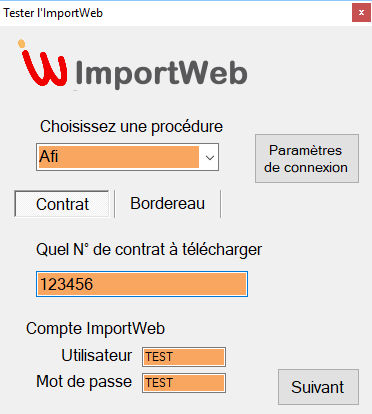 Tester l'ImportWeb
x
iw ImportWeb
Choisissez une procédure
Afi
Paramètres
de connexion
Contrat
Bordereau
Quel N° de contrat à télécharger
123456
Compte ImportWeb
Utilisateur
TEST
Mot de passe
TEST
Suivant